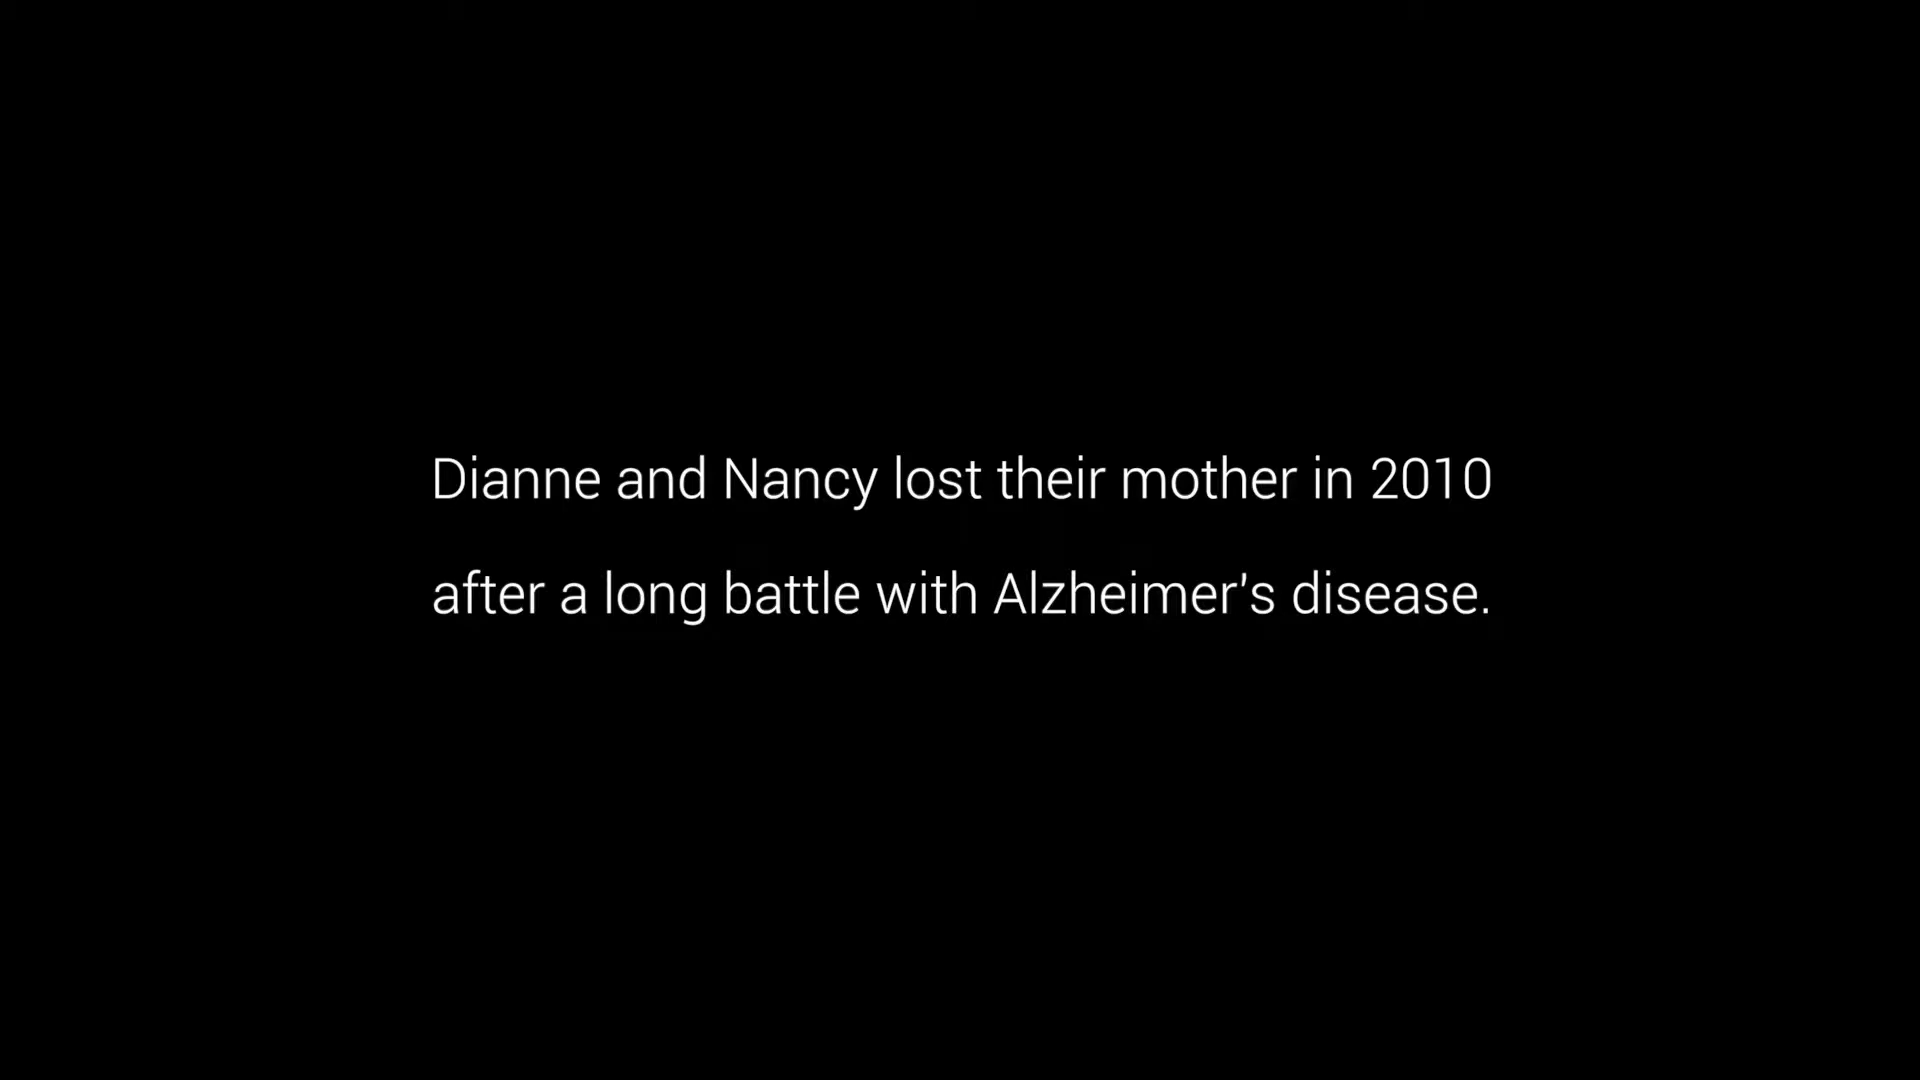 Dianne and Nancy lost their mother in 2010
after a long battle with Alzheimer's disease.